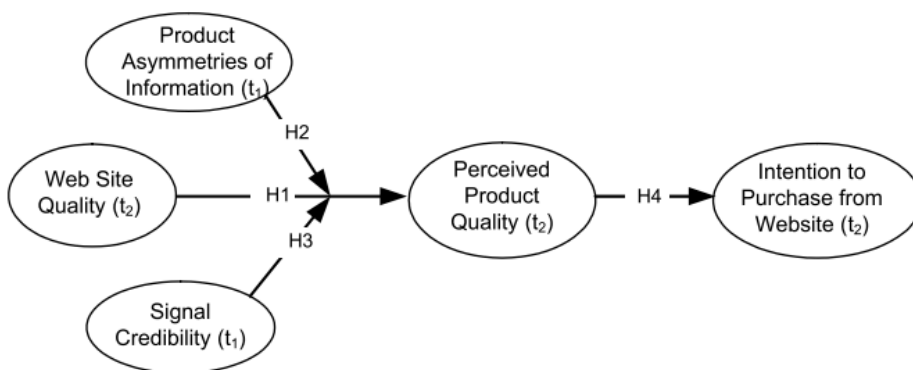 Product
Asymmetries of
Information (t₁)
H2
Web Site
Quality (t₂)
H1
Perceived
Product
Quality (t₂)
H4
Intention to
Purchase from
Website (t₂)
H3
Signal
Credibility (t₁)